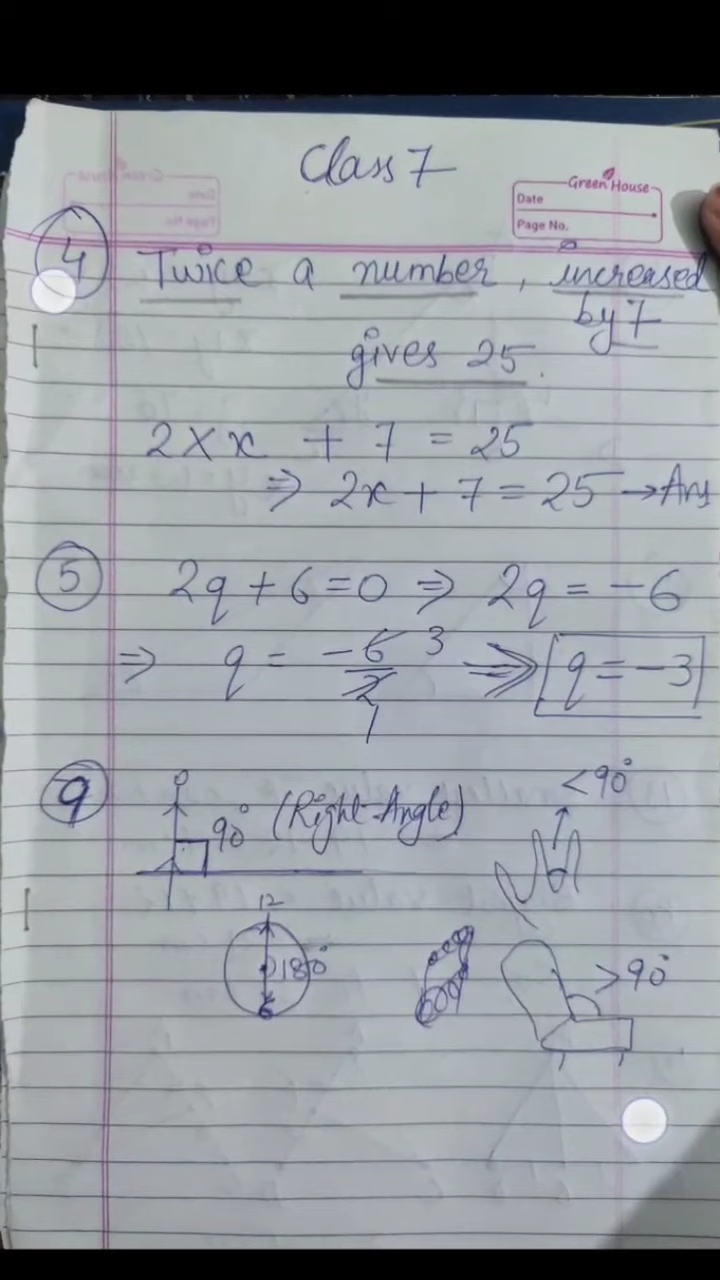 Class 7
Green House
Date
Page No.
4 Twice a number, increased
by 7
gives 25.
2 × x + 7 = 25
⇒ 2x + 7 = 25 → Ans
5 2q + 6 = 0 ⇒ 2q = -6
⇒ q = -6/2 3 1 ⇒ q = -3
9 90° (Right-Angle) <90°
12
180°
6
>90°